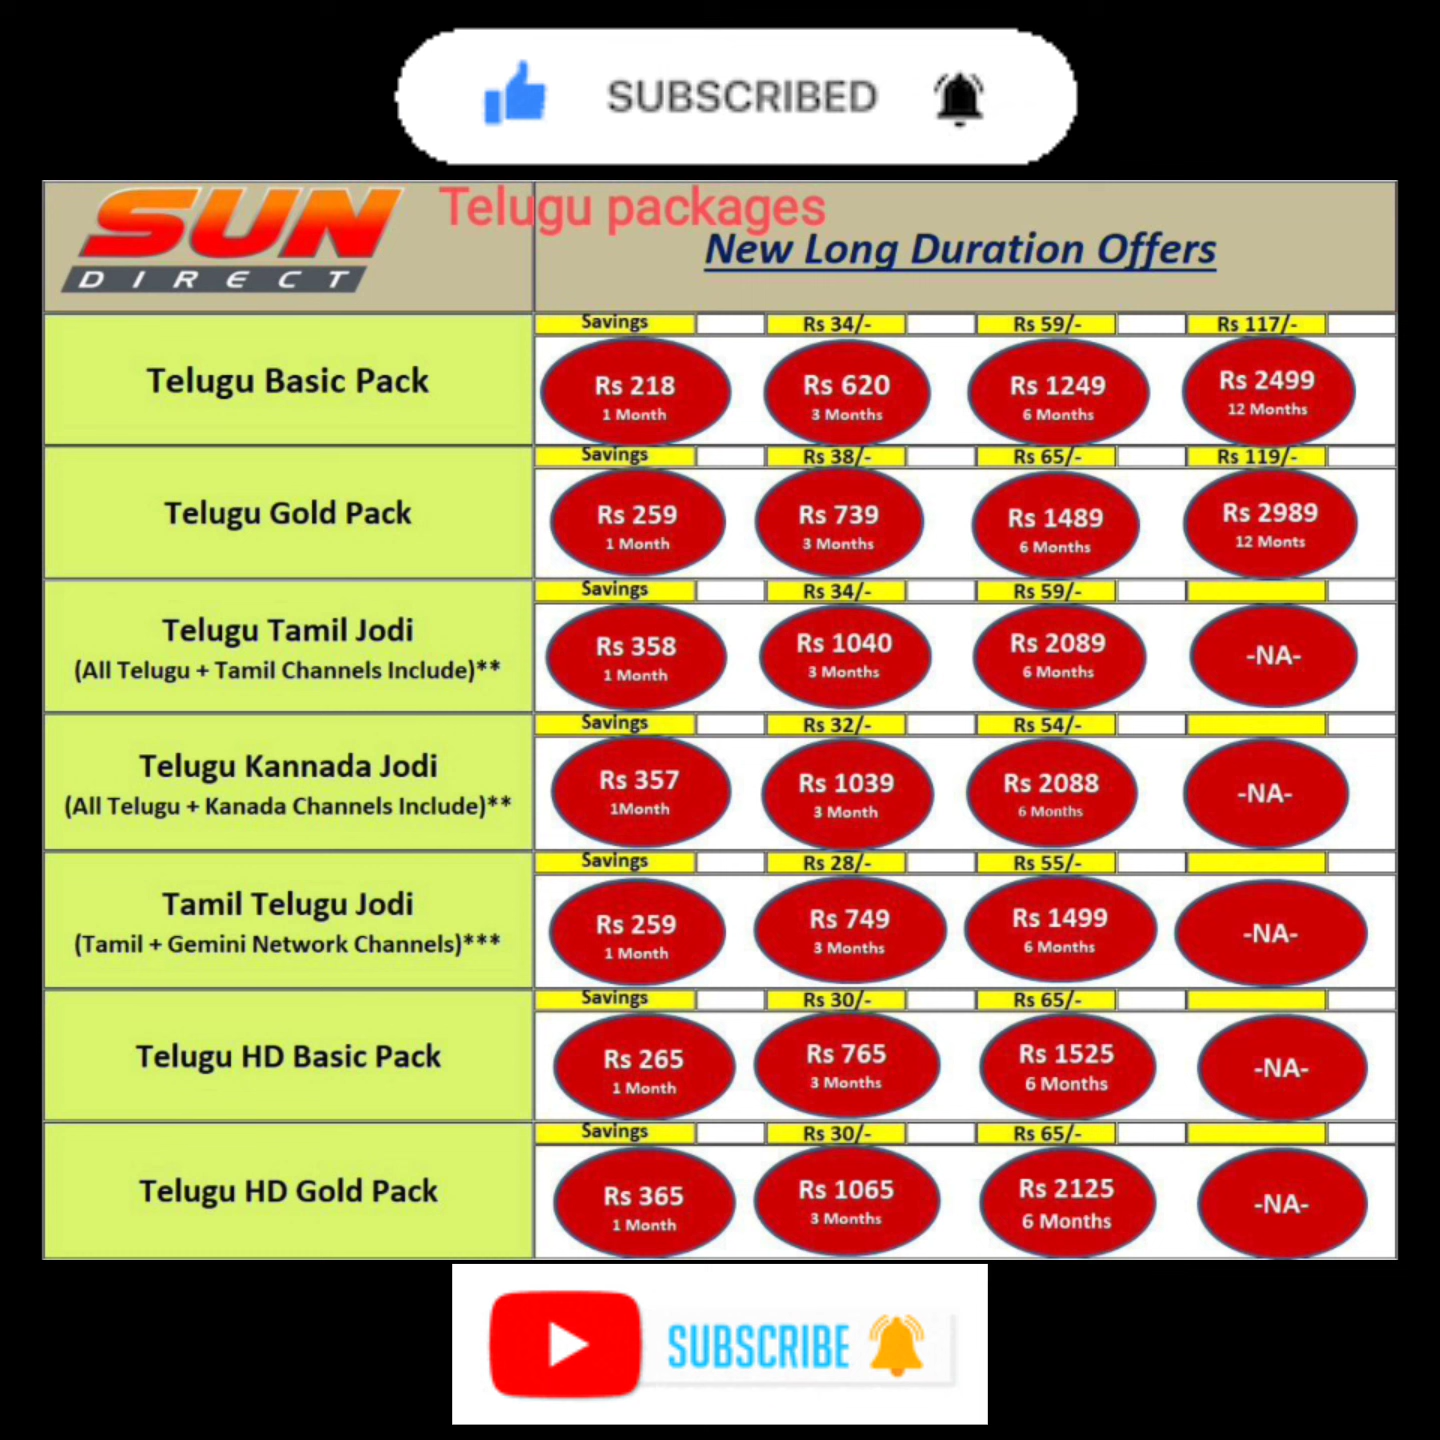 SUBSCRIBED
SUN
DIRECT
Telugu packages
New Long Duration Offers
Savings Rs 34/- Rs 59/- Rs 117/-
Telugu Basic Pack
Rs 218 Rs 620 Rs 1249 Rs 2499
1 Month 3 Months 6 Months 12 Months
Savings Rs 38/- Rs 65/- Rs 119/-
Telugu Gold Pack
Rs 259 Rs 739 Rs 1489 Rs 2989
1 Month 3 Months 6 Months 12 Monts
Savings Rs 34/- Rs 59/-
Telugu Tamil Jodi
(All Telugu + Tamil Channels Include)**
Rs 358 Rs 1040 Rs 2089 -NA-
1 Month 3 Months 6 Months
Savings Rs 32/- Rs 54/-
Telugu Kannada Jodi
(All Telugu + Kanada Channels Include)**
Rs 357 Rs 1039 Rs 2088 -NA-
1Month 3 Month 6 Months
Savings Rs 28/- Rs 55/-
Tamil Telugu Jodi
(Tamil + Gemini Network Channels)***
Rs 259 Rs 749 Rs 1499 -NA-
1 Month 3 Months 6 Months
Savings Rs 30/- Rs 65/-
Telugu HD Basic Pack
Rs 265 Rs 765 Rs 1525 -NA-
1 Month 3 Months 6 Months
Savings Rs 30/- Rs 65/-
Telugu HD Gold Pack
Rs 365 Rs 1065 Rs 2125 -NA-
1 Month 3 Months 6 Months
SUBSCRIBE